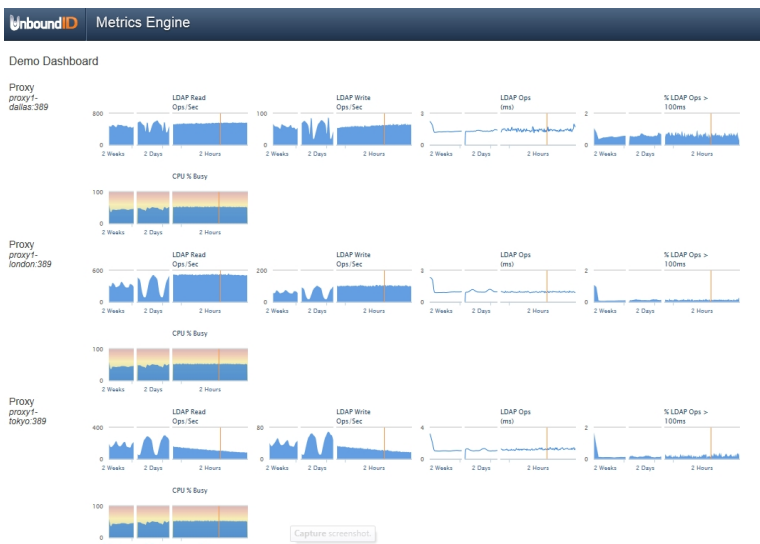 UnboundID Metrics Engine
Demo Dashboard
Proxy
proxy1-
dallas:389
LDAP Read
Ops/Sec
800
0
2 Weeks 2 Days 2 Hours
LDAP Write
Ops/Sec
100
0
2 Weeks 2 Days 2 Hours
LDAP Ops
(ms)
3
0
2 Weeks 2 Days 2 Hours
% LDAP Ops >
100ms
2
0
2 Weeks 2 Days 2 Hours
CPU % Busy
100
0
2 Weeks 2 Days 2 Hours
Proxy
proxy1-
london:389
LDAP Read
Ops/Sec
600
0
2 Weeks 2 Days 2 Hours
LDAP Write
Ops/Sec
200
0
2 Weeks 2 Days 2 Hours
LDAP Ops
(ms)
0
2 Weeks 2 Days 2 Hours
% LDAP Ops >
100ms
2
0
2 Weeks 2 Days 2 Hours
CPU % Busy
100
0
2 Weeks 2 Days 2 Hours
Proxy
proxy1-
tokyo:389
LDAP Read
Ops/Sec
400
0
2 Weeks 2 Days 2 Hours
LDAP Write
Ops/Sec
80
0
2 Weeks 2 Days 2 Hours
LDAP Ops
(ms)
4
0
2 Weeks 2 Days 2 Hours
% LDAP Ops >
100ms
2
0
2 Weeks 2 Days 2 Hours
CPU % Busy
100
0
Capture screenshot.